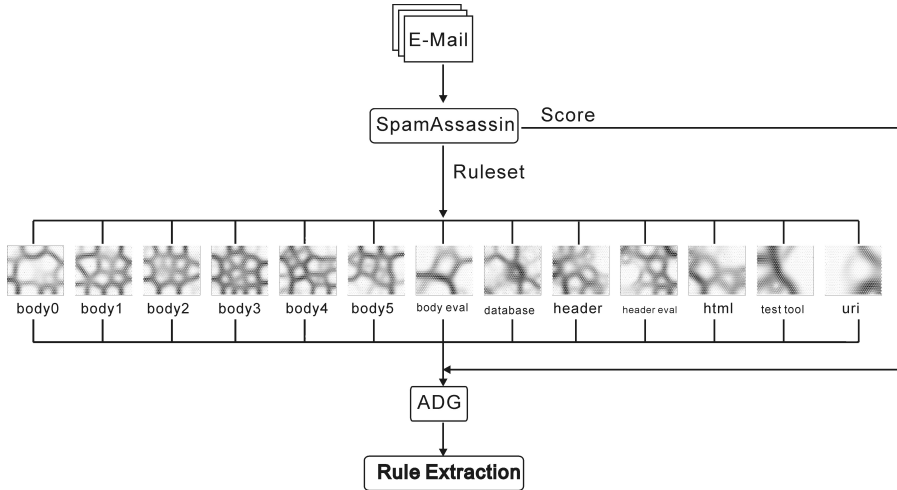 E-Mail
SpamAssassin
Score
Ruleset
body0 body1 body2 body3 body4 body5 body eval database header header eval html test tool uri
ADG
Rule Extraction